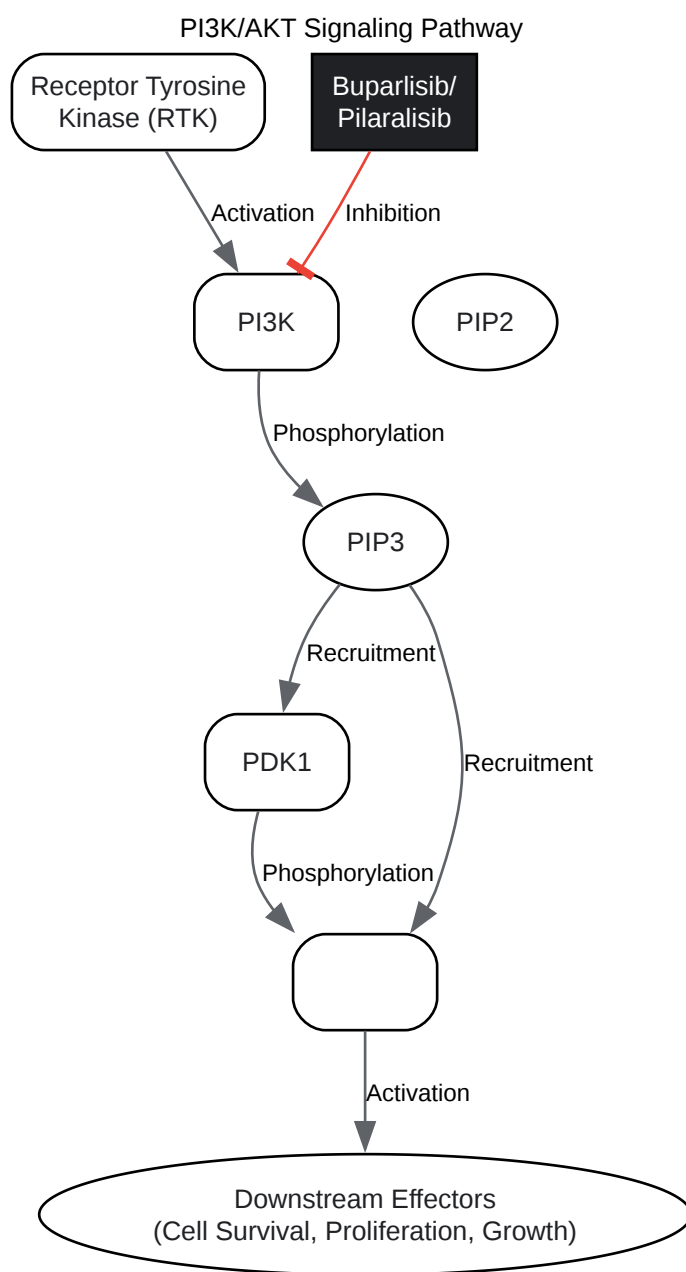 PI3K/AKT Signaling Pathway
Receptor Tyrosine
Kinase (RTK)
Buparlisib/
Pilaralisib
Activation
Inhibition
PI3K
PIP2
Phosphorylation
PIP3
Recruitment
PDK1
Recruitment
Phosphorylation
Activation
Downstream Effectors
(Cell Survival, Proliferation, Growth)